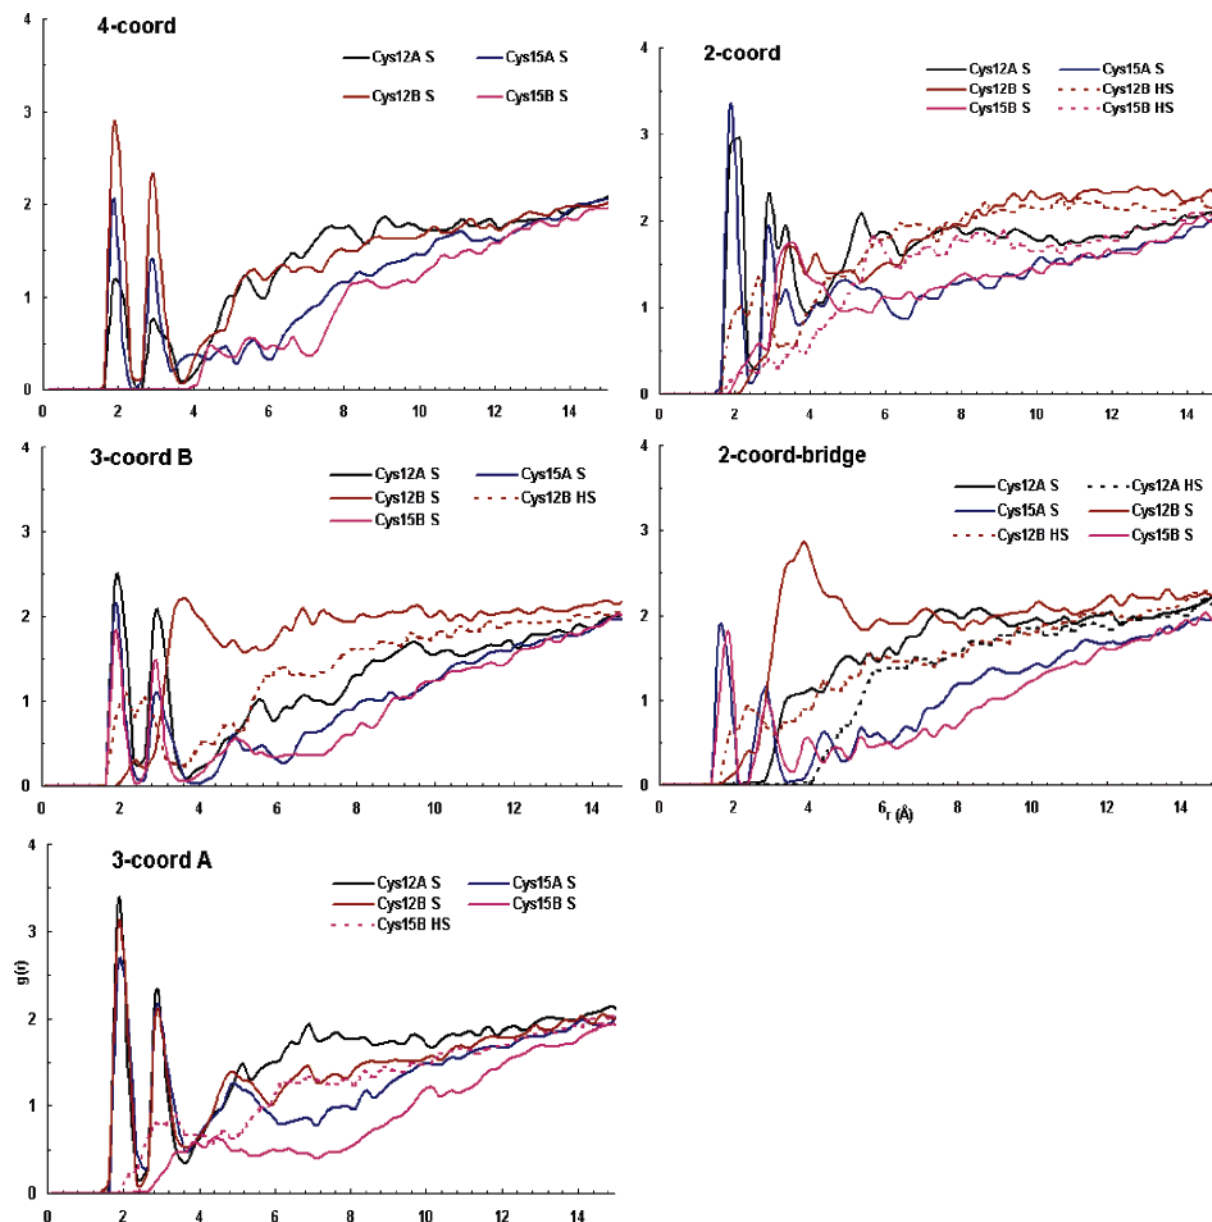 4-coord
Cys12A S Cys15A S
Cys12B S Cys15B S
4
3
2
1
0
0 2 4 6 8 10 12 14
2-coord
Cys12A S Cys15A S
Cys12B S Cys12B HS
Cys15B S Cys15B HS
4
3
2
1
0
0 2 4 6 8 10 12 14
3-coord B
Cys12A S Cys15A S
Cys12B S Cys12B HS
Cys15B S
4
3
2
1
0
0 2 4 6 8 10 12 14
2-coord-bridge
Cys12A S Cys12A HS
Cys15A S Cys12B S
Cys12B HS Cys15B S
4
3
2
1
0
0 2 4 6 8 10 12 14
r (Å)
3-coord A
Cys12A S Cys15A S
Cys12B S Cys15B S
Cys15B HS
4
3
2
1
0
g(r)
0 2 4 6 8 10 12 14